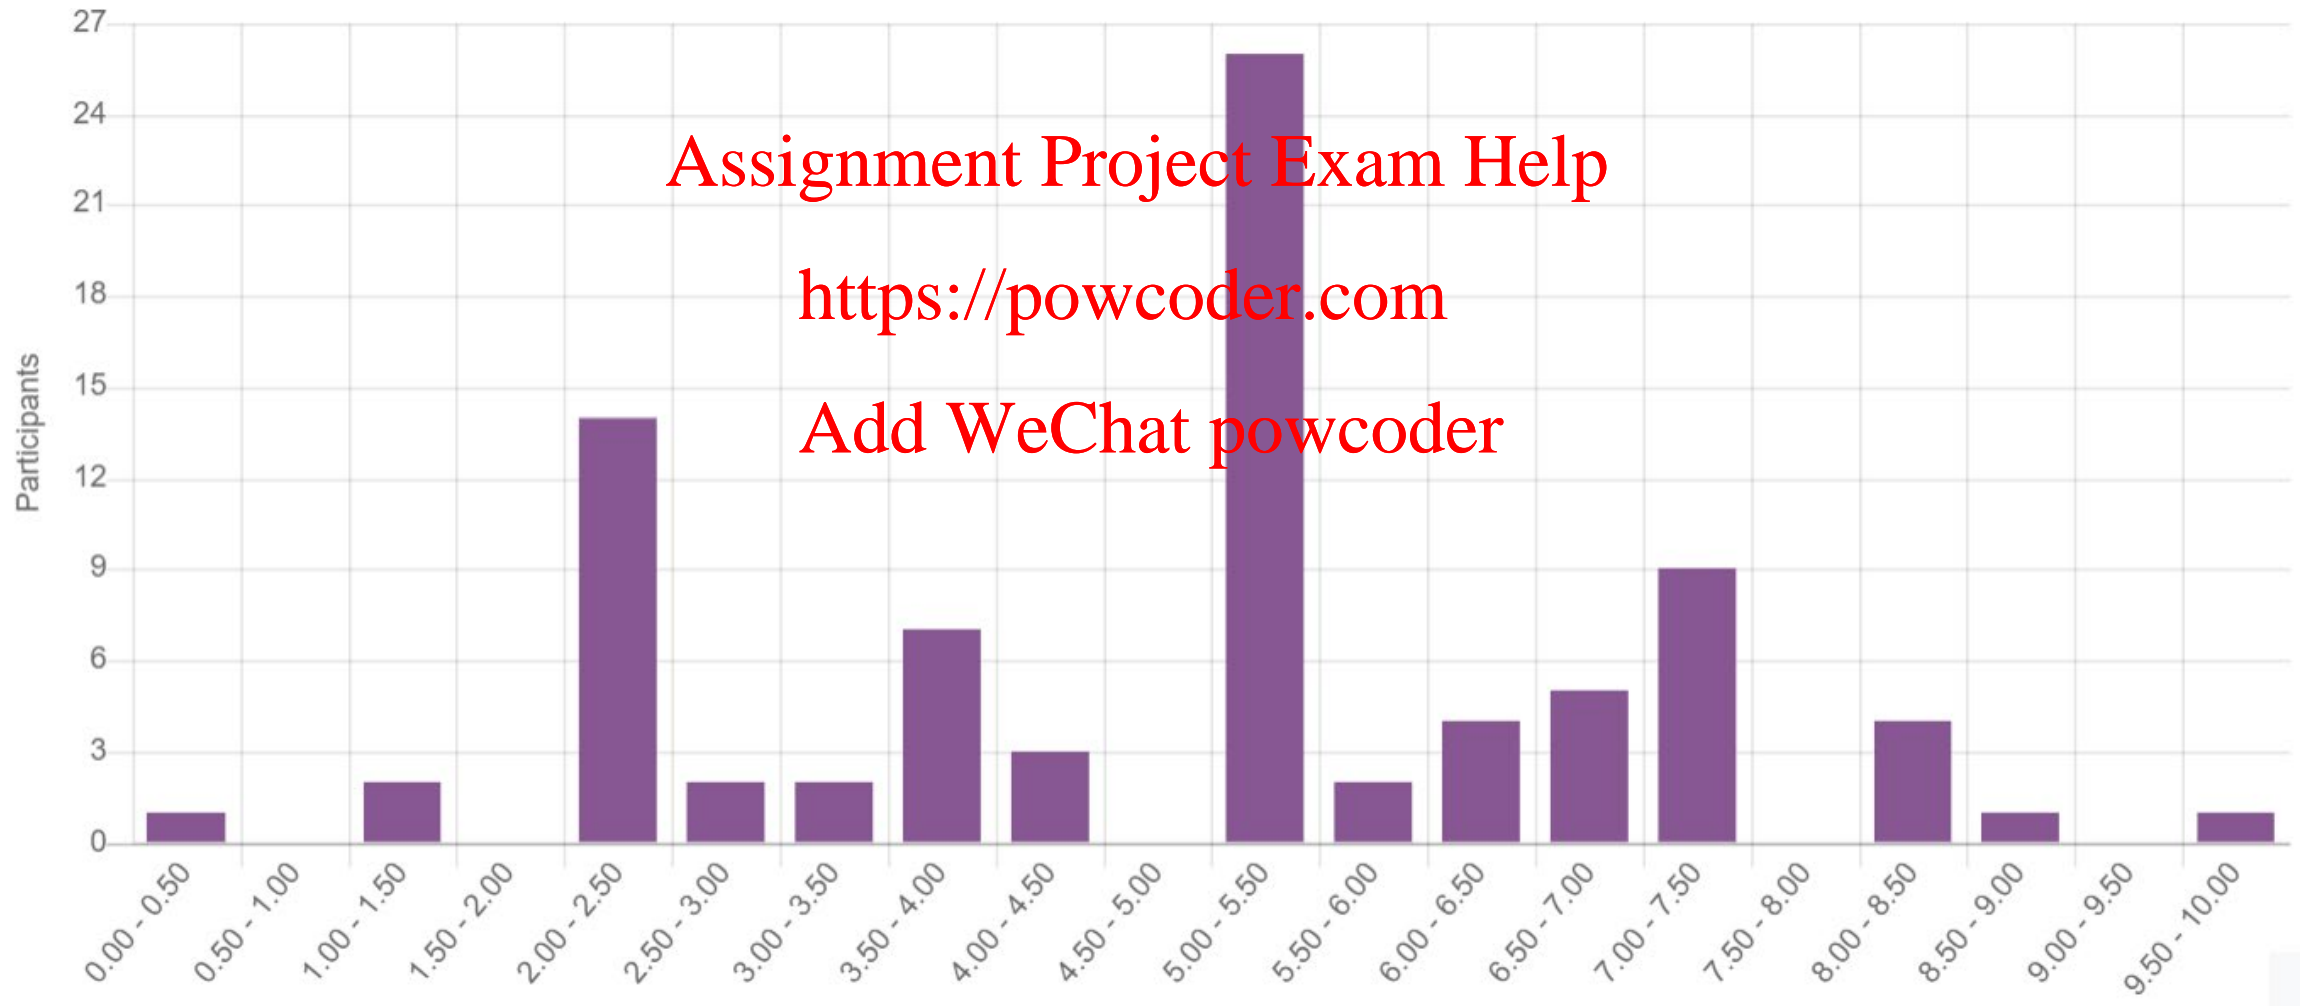 27
24
Assignment Project Exam Help
21
https://powcoder.com
18
15
Add WeChat powcoder
12
9
6
3
0
Participants
0.00 - 0.50
0.50 - 1.00
1.00 - 1.50
1.50 - 2.00
2.00 - 2.50
2.50 - 3.00
3.00 - 3.50
3.50 - 4.00
4.00 - 4.50
4.50 - 5.00
5.00 - 5.50
5.50 - 6.00
6.00 - 6.50
6.50 - 7.00
7.00 - 7.50
7.50 - 8.00
8.00 - 8.50
8.50 - 9.00
9.00 - 9.50
9.50 - 10.00